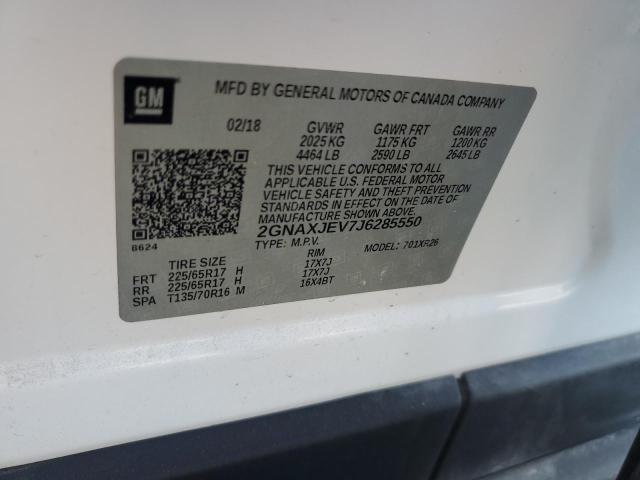 GM
MFD BY GENERAL MOTORS OF CANADA COMPANY
02/18 GVWR GAWR FRT GAWR RR
2025 KG 1175 KG 1200 KG
4464 LB 2590 LB 2645 LB
THIS VEHICLE CONFORMS TO ALL
APPLICABLE U.S. FEDERAL MOTOR
VEHICLE SAFETY AND THEFT PREVENTION
STANDARDS IN EFFECT ON THE DATE OF
MANUFACTURE SHOWN ABOVE.
8624 2GNAXJEV7J6285550
TYPE: M.P.V. MODEL: 701XR26
TIRE SIZE RIM
FRT 225/65R17 H 17X7J
RR 225/65R17 H 17X7J
SPA T135/70R16 M 16X4BT